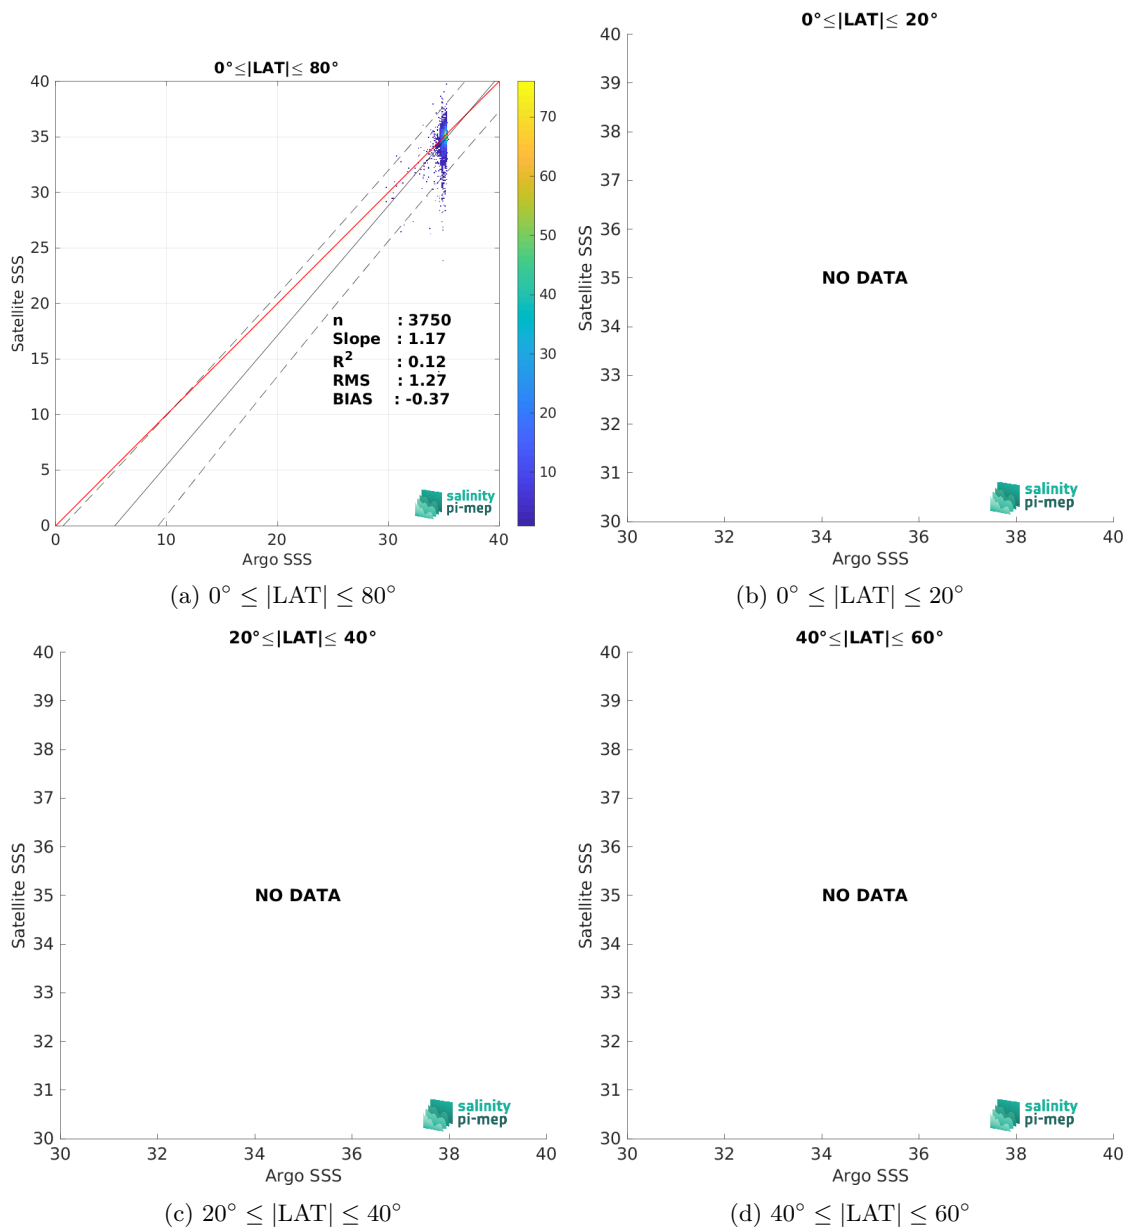 0°≤|LAT|≤ 80°
40
35
30
25
20
15
10
5
0
0
10
20
30
40
Satellite SSS
Argo SSS
n : 3750
Slope : 1.17
R² : 0.12
RMS : 1.27
BIAS : -0.37
70
60
50
40
30
20
10
salinity
pi-mep
(a) 0° ≤ |LAT| ≤ 80°
0°≤|LAT|≤ 20°
40
39
38
37
36
35
34
33
32
31
30
30
32
34
36
38
40
Satellite SSS
Argo SSS
NO DATA
salinity
pi-mep
(b) 0° ≤ |LAT| ≤ 20°
20°≤|LAT|≤ 40°
40
39
38
37
36
35
34
33
32
31
30
30
32
34
36
38
40
Satellite SSS
Argo SSS
NO DATA
salinity
pi-mep
(c) 20° ≤ |LAT| ≤ 40°
40°≤|LAT|≤ 60°
40
39
38
37
36
35
34
33
32
31
30
30
32
34
36
38
40
Satellite SSS
Argo SSS
NO DATA
salinity
pi-mep
(d) 40° ≤ |LAT| ≤ 60°